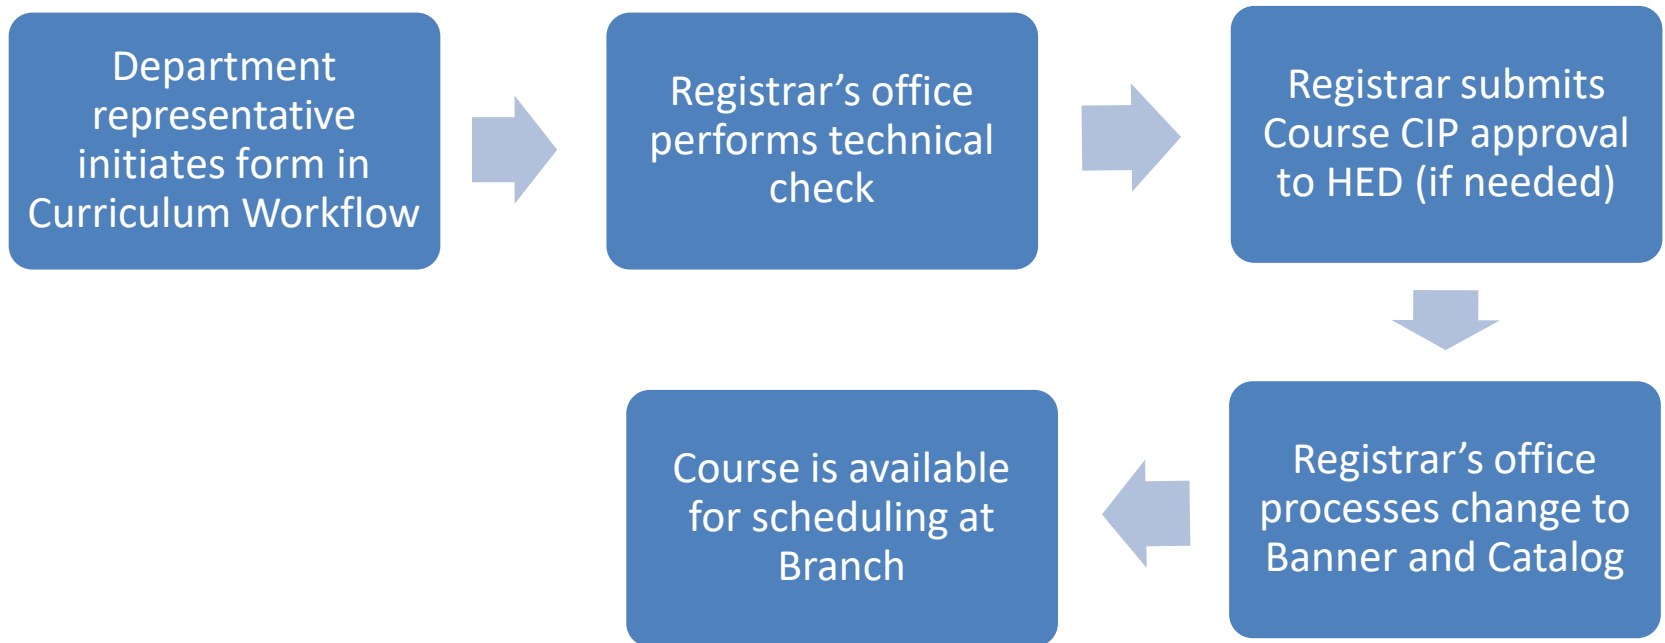 Department
representative
initiates form in
Curriculum Workflow
Registrar’s office
performs technical
check
Registrar submits
Course CIP approval
to HED (if needed)
Registrar’s office
processes change to
Banner and Catalog
Course is available
for scheduling at
Branch